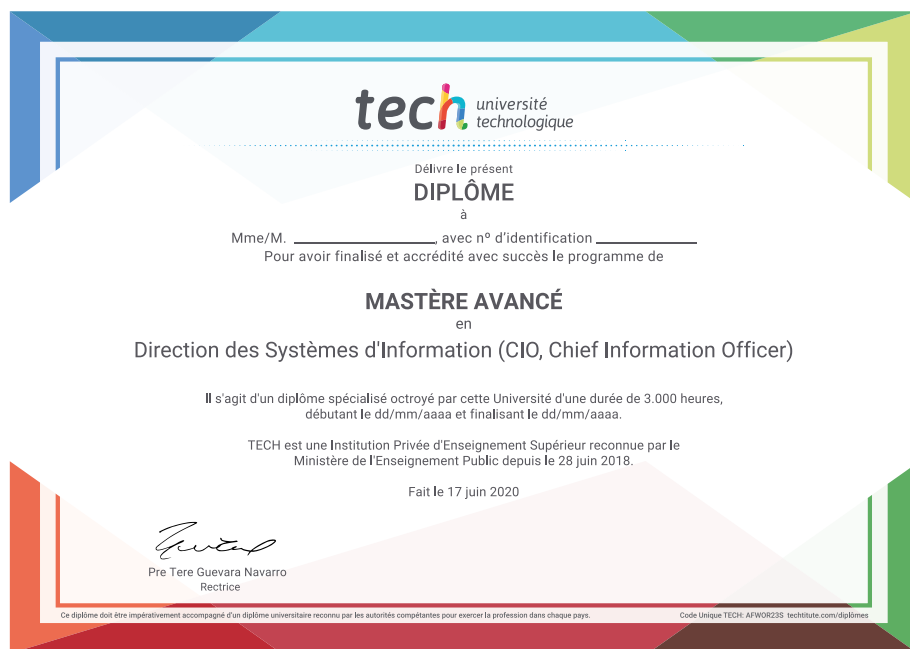 tech université
technologique
Délivre le présent
DIPLÔME
à
Mme/M. ____________, avec nº d'identification ____________
Pour avoir finalisé et accrédité avec succès le programme de
MASTÈRE AVANCÉ
en
Direction des Systèmes d'Information (CIO, Chief Information Officer)
Il s'agit d'un diplôme spécialisé octroyé par cette Université d'une durée de 3.000 heures,
débutant le dd/mm/aaaa et finalisant le dd/mm/aaaa.
TECH est une Institution Privée d'Enseignement Supérieur reconnue par le
Ministère de l'Enseignement Public depuis le 28 juin 2018.
Fait le 17 juin 2020
Pre Tere Guevara Navarro
Rectrice
Ce diplôme doit être impérativement accompagné d'un diplôme universitaire reconnu par les autorités compétantes pour exercer la profession dans chaque pays.
Code Unique TECH: AFWOR23S techtitute.com/diplômes